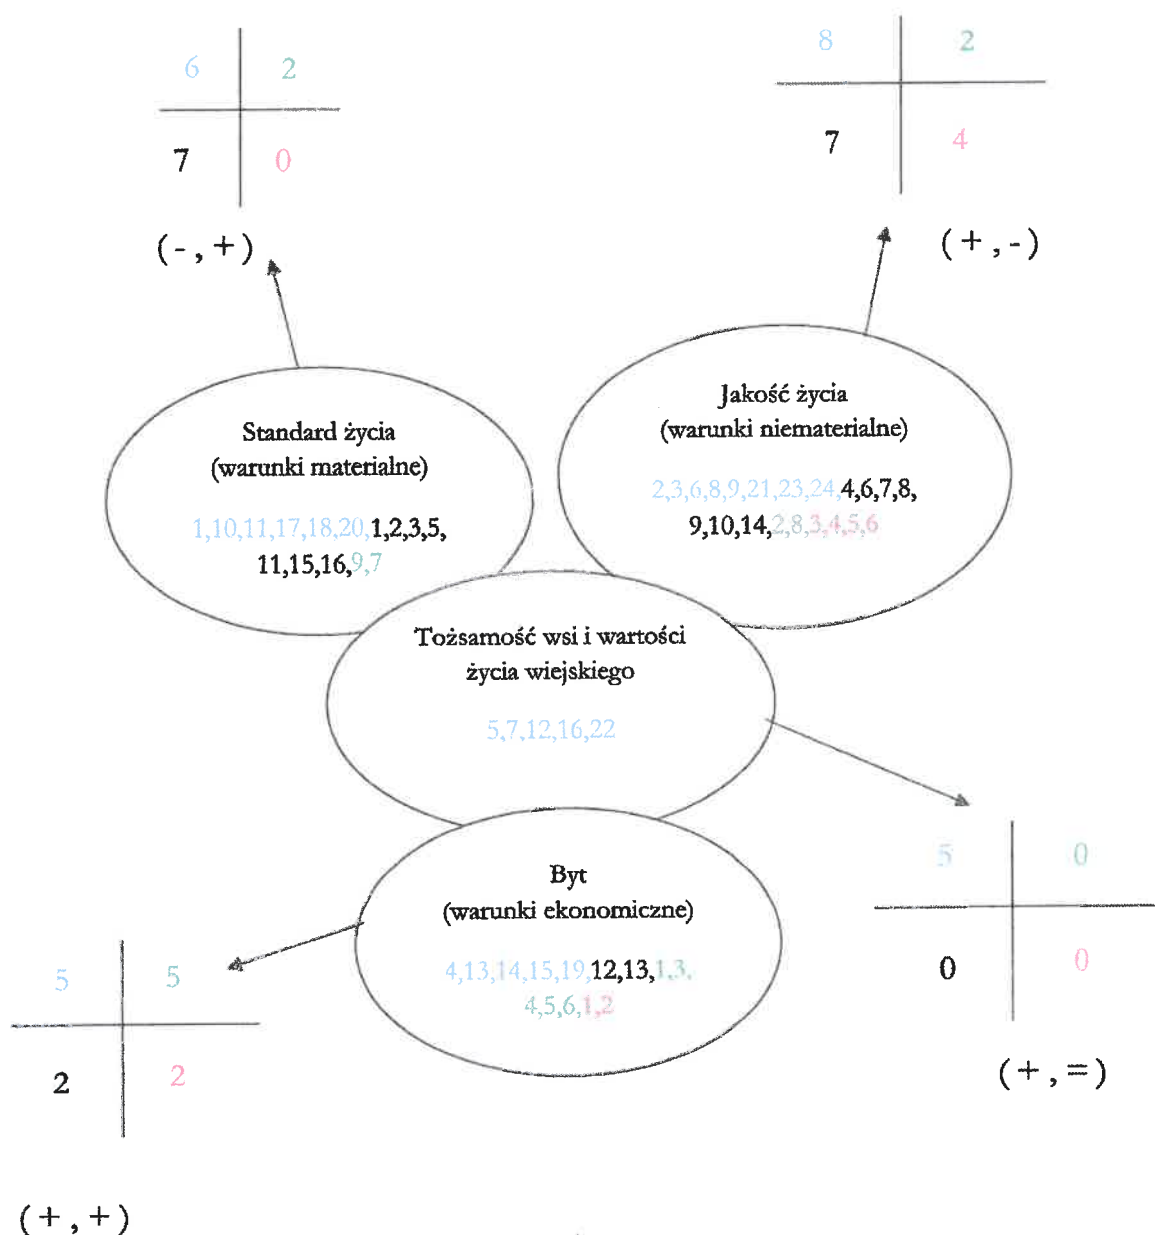 6 2
7 0
(-,+)
8 2
7 4
(+,-)
Standard życia
(warunki materialne)
1,10,11,17,18,20,1,2,3,5,
11,15,16,9,7
Jakość życia
(warunki niematerialne)
2,3,6,8,9,21,23,24,4,6,7,8,
9,10,14,2,8,3,4,5,6
Tożsamość wsi i wartości
życia wiejskiego
5,7,12,16,22
Byt
(warunki ekonomiczne)
4,13,14,15,19,12,13,1,3,
4,5,6,1,2
5 0
0 0
(+,=)
5 5
2 2
(+,+)